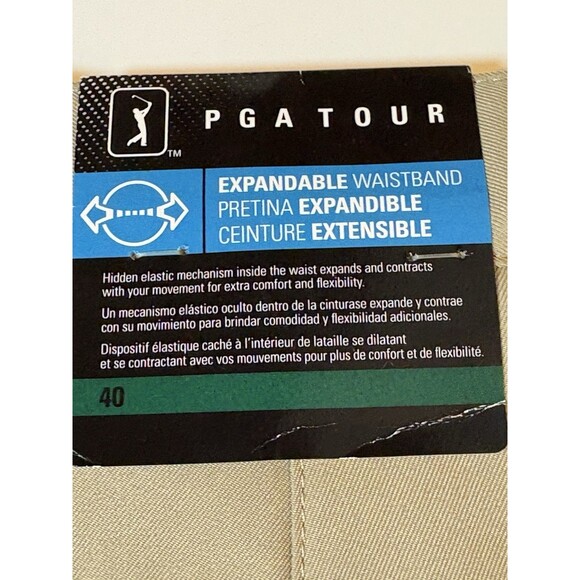 PGA TOUR
TM
EXPANDABLE WAISTBAND
PRETINA EXPANDIBLE
CEINTURE EXTENSIBLE
Hidden elastic mechanism inside the waist expands and contracts
with your movement for extra comfort and flexibility.
Un mecanismo elástico oculto dentro de la cinturase expande y contrae
con su movimiento para brindar comodidad y flexibilidad adicionales.
Dispositif élastique caché à l'intérieur de lataille se dilatant
et se contractant avec vos mouvements pour plus de confort et de flexibilité.
40